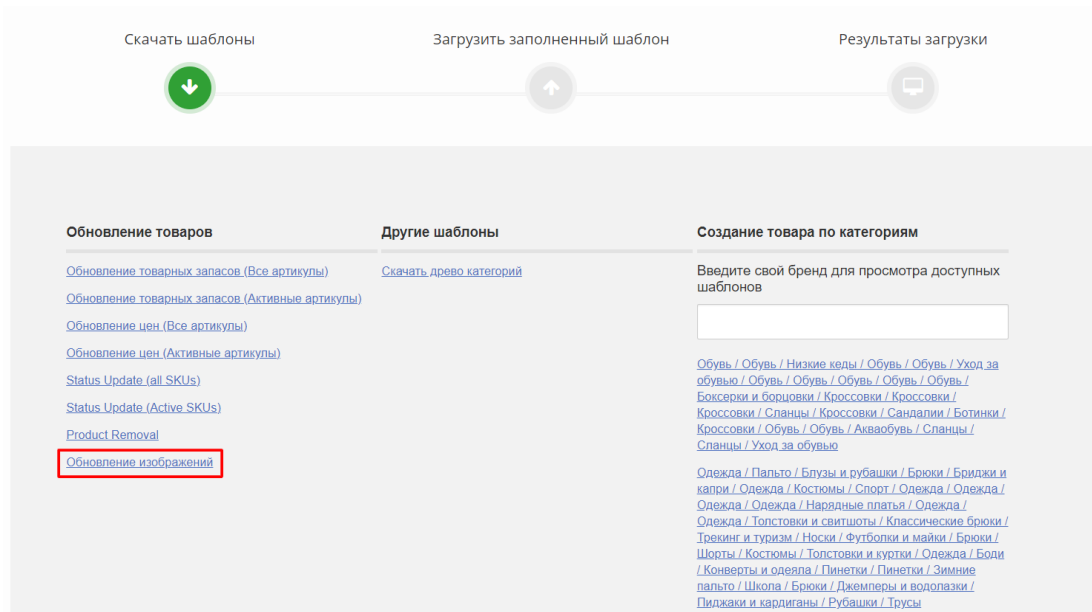 Скачать шаблоны
Загрузить заполненный шаблон
Результаты загрузки
Обновление товаров
Обновление товарных запасов (Все артикулы)
Обновление товарных запасов (Активные артикулы)
Обновление цен (Все артикулы)
Обновление цен (Активные артикулы)
Status Update (all SKUs)
Status Update (Active SKUs)
Product Removal
Обновление изображений
Другие шаблоны
Скачать древо категорий
Создание товара по категориям
Введите свой бренд для просмотра доступных
шаблонов
Обувь / Обувь / Низкие кеды / Обувь / Обувь / Уход за
обувью / Обувь / Обувь / Обувь / Обувь / Обувь /
Боксерки и борцовки / Кроссовки / Кроссовки /
Кроссовки / Сланцы / Кроссовки / Сандалии / Ботинки /
Кроссовки / Обувь / Обувь / Акваобувь / Сланцы /
Сланцы / Уход за обувью
Одежда / Пальто / Блузы и рубашки / Брюки / Бриджи и
капри / Одежда / Костюмы / Спорт / Одежда / Одежда /
Одежда / Одежда / Нарядные платья / Одежда /
Одежда / Толстовки и свитшоты / Классические брюки /
Трекинг и туризм / Носки / Футболки и майки / Брюки /
Шорты / Костюмы / Толстовки и куртки / Одежда / Боди
/ Конверты и одеяла / Пинетки / Пинетки / Зимние
пальто / Школа / Брюки / Джемперы и водолазки /
Пиджаки и кардиганы / Рубашки / Трусы